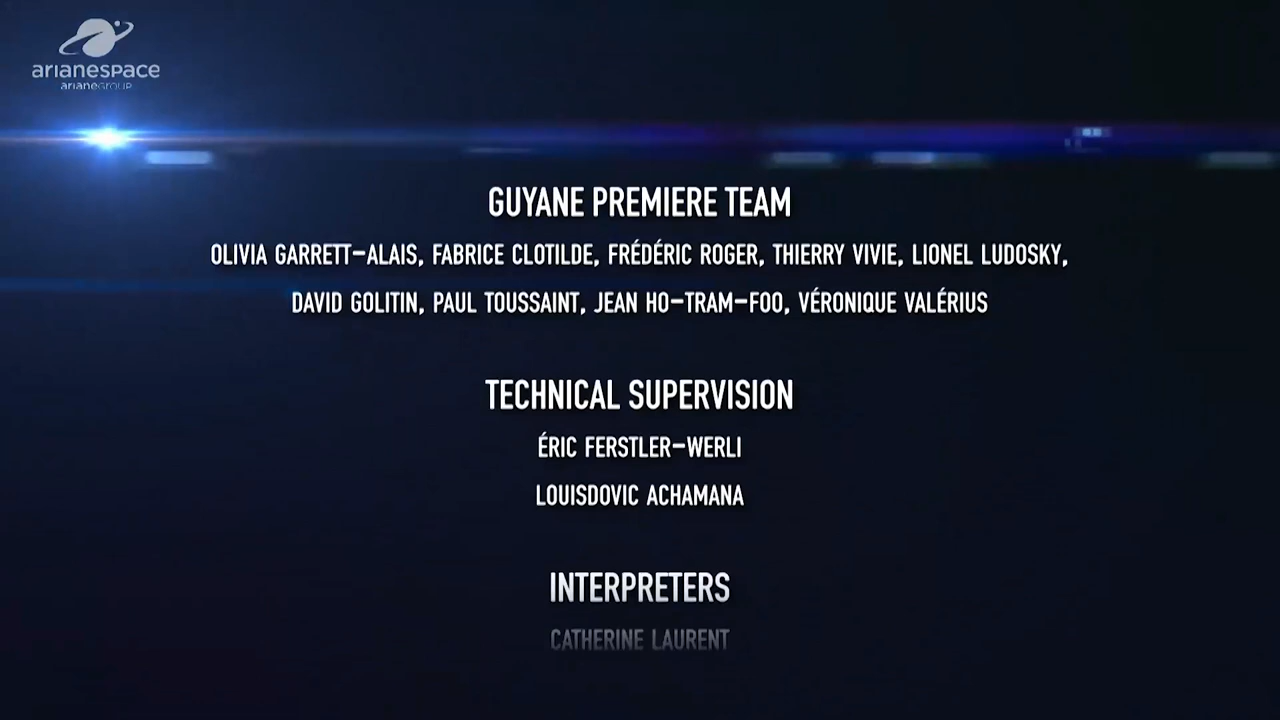 arianespace
arianeGROUP
GUYANE PREMIERE TEAM
OLIVIA GARRETT-ALAIS, FABRICE CLOTILDE, FRÉDÉRIC ROGER, THIERRY VIVIE, LIONEL LUDOSKY,
DAVID GOLITIN, PAUL TOUSSAINT, JEAN HO-TRAM-FOO, VÉRONIQUE VALÉRIUS
TECHNICAL SUPERVISION
ÉRIC FERSTLER-WERLI
LOUISDOVIC ACHAMANA
INTERPRETERS
CATHERINE LAURENT